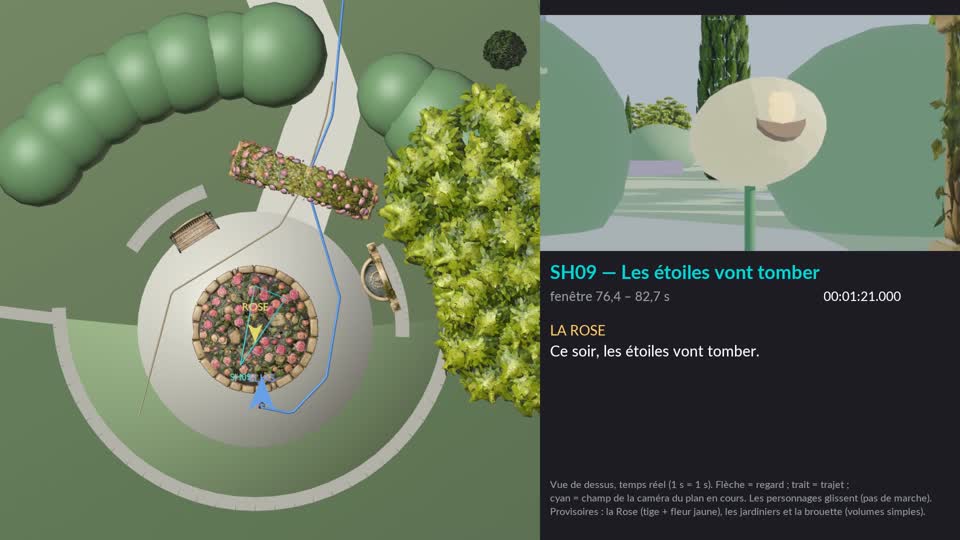 ROSE
SH09 — Les étoiles vont tomber
fenêtre 76,4 – 82,7 s
00:01:21.000
LA ROSE
Ce soir, les étoiles vont tomber.
Vue de dessus, temps réel (1 s = 1 s). Flèche = regard ; trait = trajet ;
cyan = champ de la caméra du plan en cours. Les personnages glissent (pas de marche).
Provisoires : la Rose (tige + fleur jaune), les jardiniers et la brouette (volumes simples).